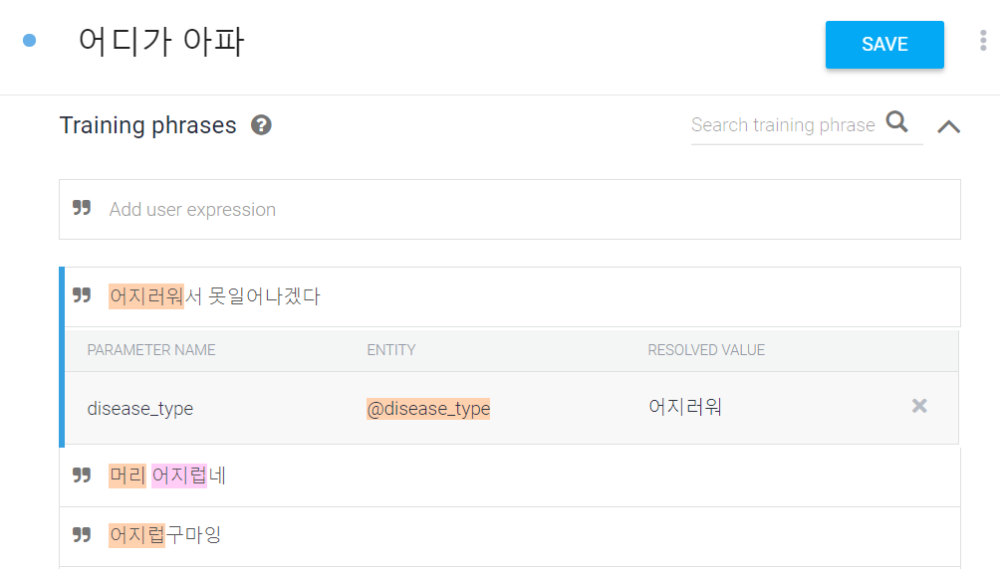 어디가 아파
SAVE
Training phrases
Search training phrase
Add user expression
어지러워서 못일어나겠다
PARAMETER NAME ENTITY RESOLVED VALUE
disease_type @disease_type 어지러워
머리 어지럽네
어지럽구마잉